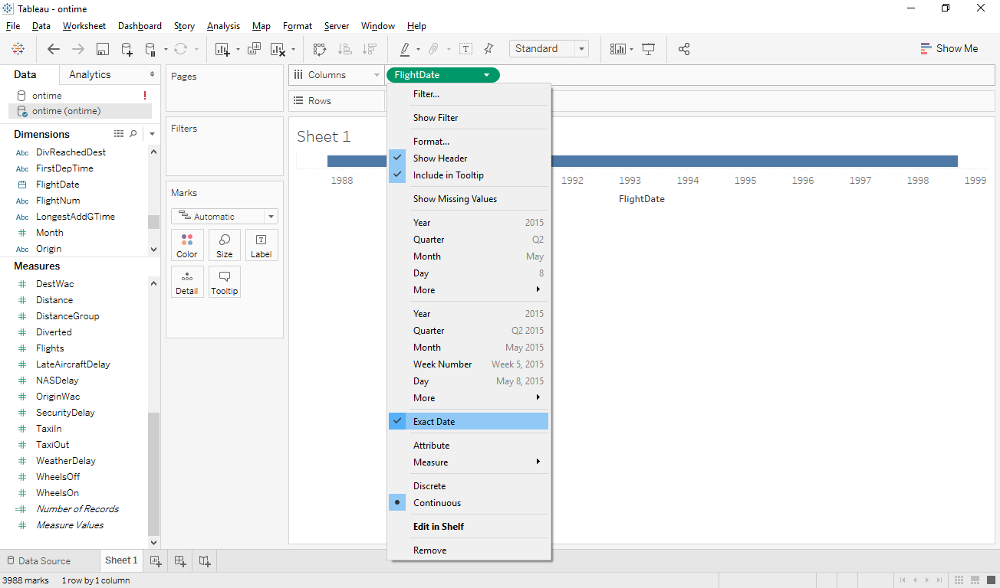 Tableau - ontime
File Data Worksheet Dashboard Story Analysis Map Format Server Window Help
Standard
Show Me
Data Analytics
ontime !
ontime (ontime)
Dimensions
Abc DivReachedDest
Abc FirstDepTime
FlightDate
Abc FlightNum
Abc LongestAddGTime
# Month
Abc Origin
Measures
# DestWac
# Distance
# DistanceGroup
# Diverted
# Flights
# LateAircraftDelay
# NASDelay
# OriginWac
# SecurityDelay
# TaxiIn
# TaxiOut
# WeatherDelay
# WheelsOff
# WheelsOn
=# Number of Records
# Measure Values
Pages
Filters
Marks
Automatic
Color Size Label
Detail Tooltip
Columns FlightDate
Rows
Sheet 1
1988 1992 1993 1994 1995 1996 1997 1998 1999
FlightDate
Filter...
Show Filter
Format...
Show Header
Include in Tooltip
Show Missing Values
Year 2015
Quarter Q2
Month May
Day 8
More
Year 2015
Quarter Q2 2015
Month May 2015
Week Number Week 5, 2015
Day May 8, 2015
More
Exact Date
Attribute
Measure
Discrete
Continuous
Edit in Shelf
Remove
Data Source Sheet 1
3988 marks 1 row by 1 column